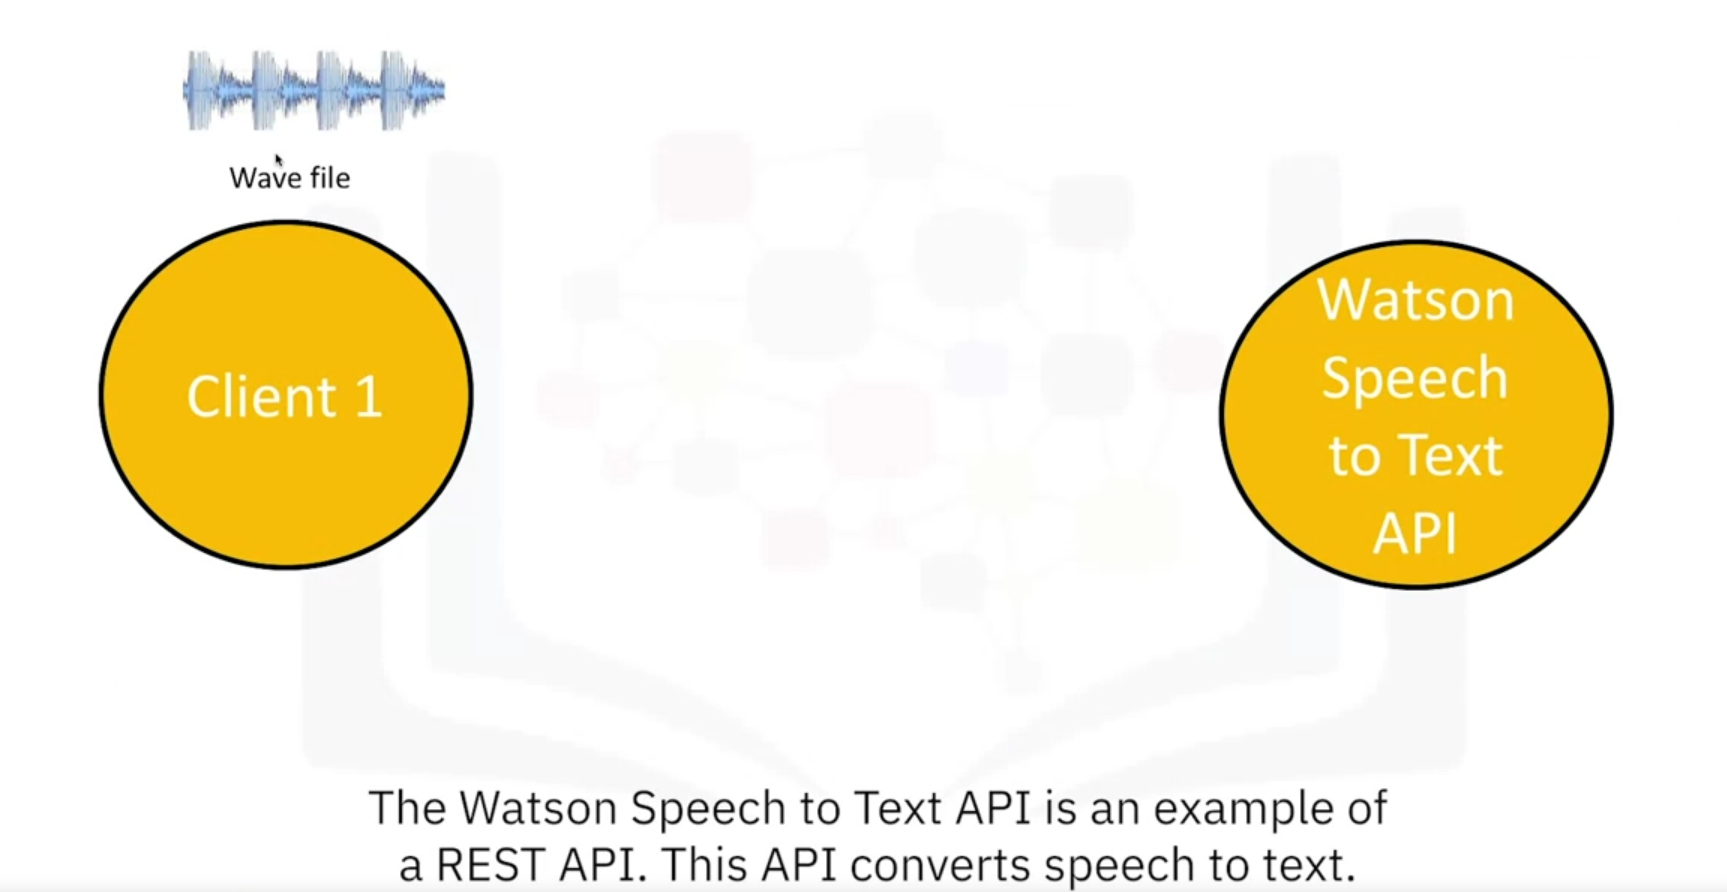 Wave file
Client 1
Watson
Speech
to Text
API
The Watson Speech to Text API is an example of
a REST API. This API converts speech to text.